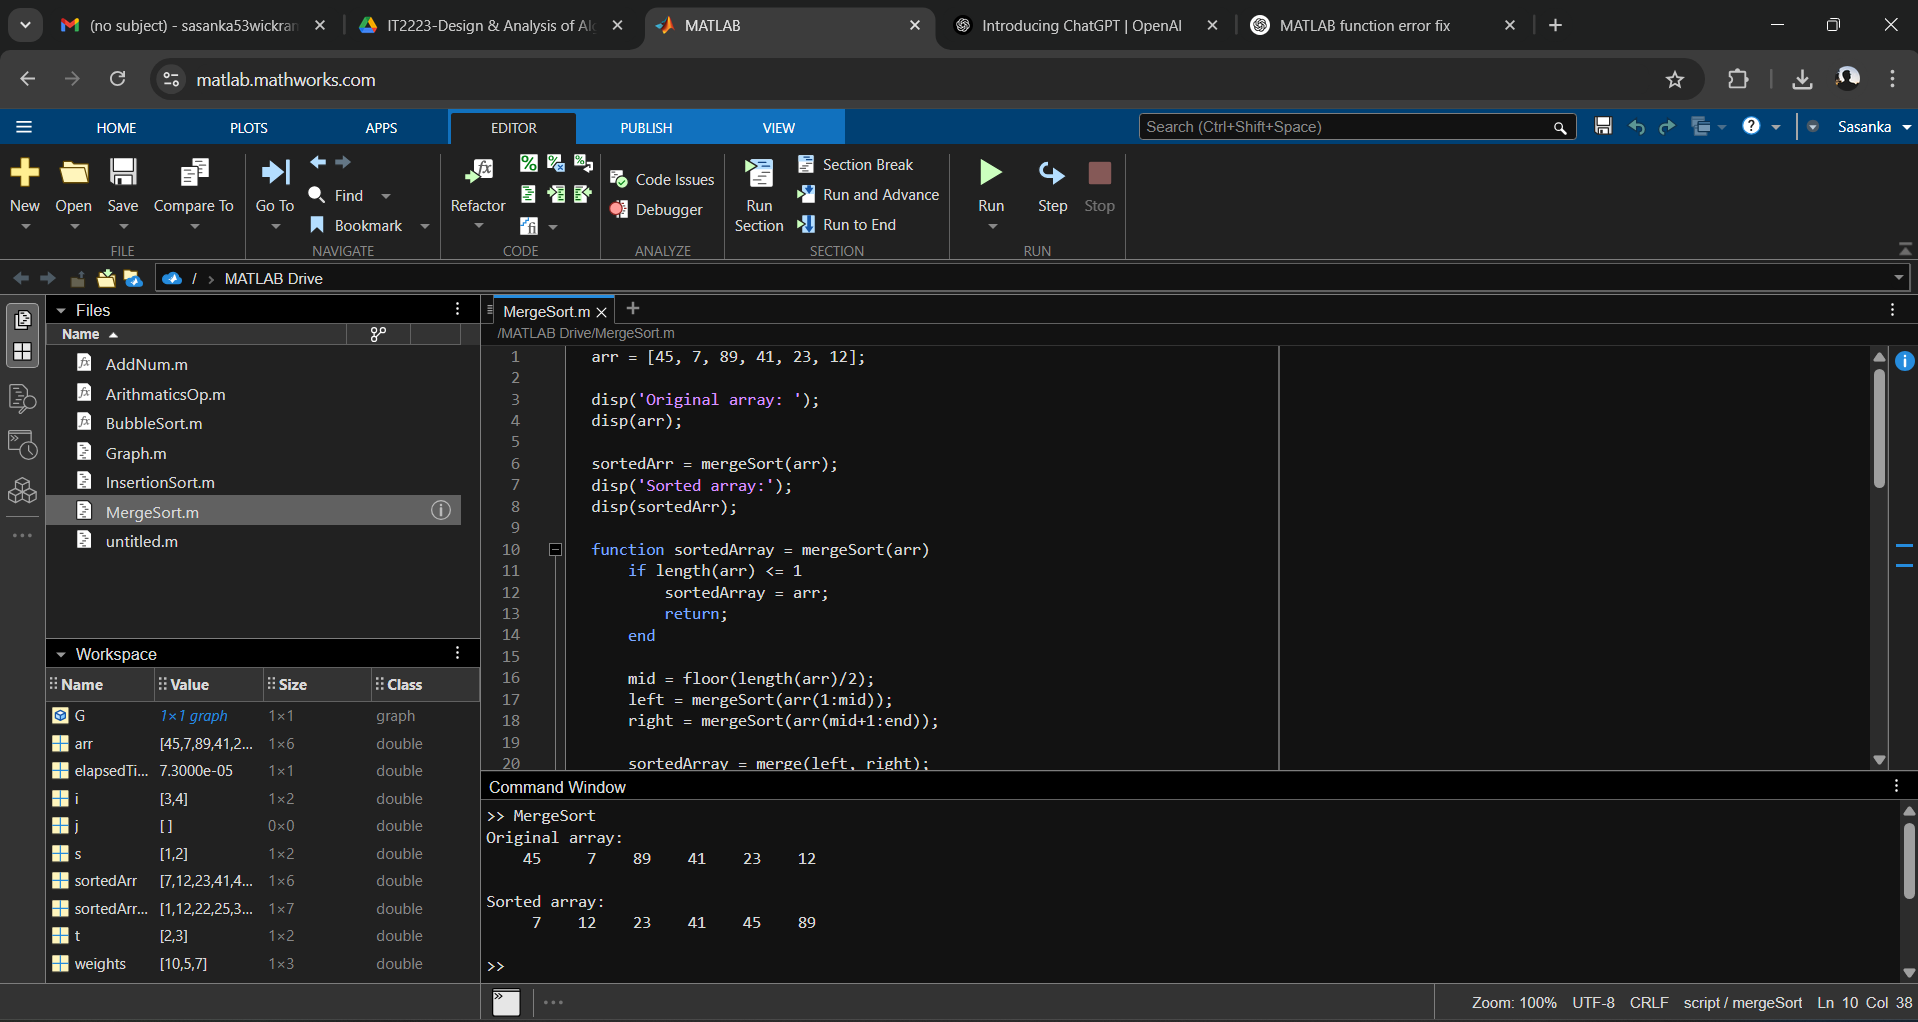 (no subject) - sasanka53wickran
IT2223-Design & Analysis of Al
MATLAB
Introducing ChatGPT | OpenAI
MATLAB function error fix
matlab.mathworks.com
HOME PLOTS APPS EDITOR PUBLISH VIEW
Search (Ctrl+Shift+Space)
Sasanka
New Open Save Compare To
FILE
Go To
Find
Bookmark
NAVIGATE
Refactor
CODE
Code Issues
Debugger
ANALYZE
Run Section
Section Break
Run and Advance
Run to End
SECTION
Run Step Stop
RUN
/ › MATLAB Drive
Files
Name
AddNum.m
ArithmaticsOp.m
BubbleSort.m
Graph.m
InsertionSort.m
MergeSort.m
untitled.m
Workspace
Name Value Size Class
G 1×1 graph 1×1 graph
arr [45,7,89,41,2... 1×6 double
elapsedTi... 7.3000e-05 1×1 double
i [3,4] 1×2 double
j [] 0×0 double
s [1,2] 1×2 double
sortedArr [7,12,23,41,4... 1×6 double
sortedArr... [1,12,22,25,3... 1×7 double
t [2,3] 1×2 double
weights [10,5,7] 1×3 double
MergeSort.m
/MATLAB Drive/MergeSort.m
1 arr = [45, 7, 89, 41, 23, 12];
2
3 disp('Original array: ');
4 disp(arr);
5
6 sortedArr = mergeSort(arr);
7 disp('Sorted array:');
8 disp(sortedArr);
9
10 function sortedArray = mergeSort(arr)
11 if length(arr) <= 1
12 sortedArray = arr;
13 return;
14 end
15
16 mid = floor(length(arr)/2);
17 left = mergeSort(arr(1:mid));
18 right = mergeSort(arr(mid+1:end));
19
20 sortedArray = merge(left, right);
Command Window
>> MergeSort
Original array:
45 7 89 41 23 12
Sorted array:
7 12 23 41 45 89
>>
Zoom: 100% UTF-8 CRLF script / mergeSort Ln 10 Col 38